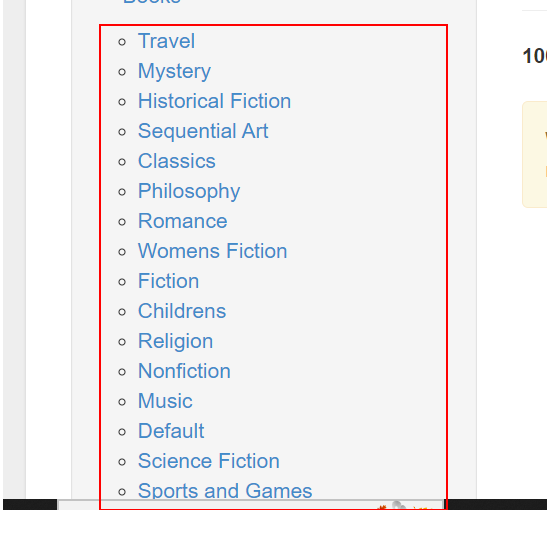 Travel
Mystery
Historical Fiction
Sequential Art
Classics
Philosophy
Romance
Womens Fiction
Fiction
Childrens
Religion
Nonfiction
Music
Default
Science Fiction
Sports and Games